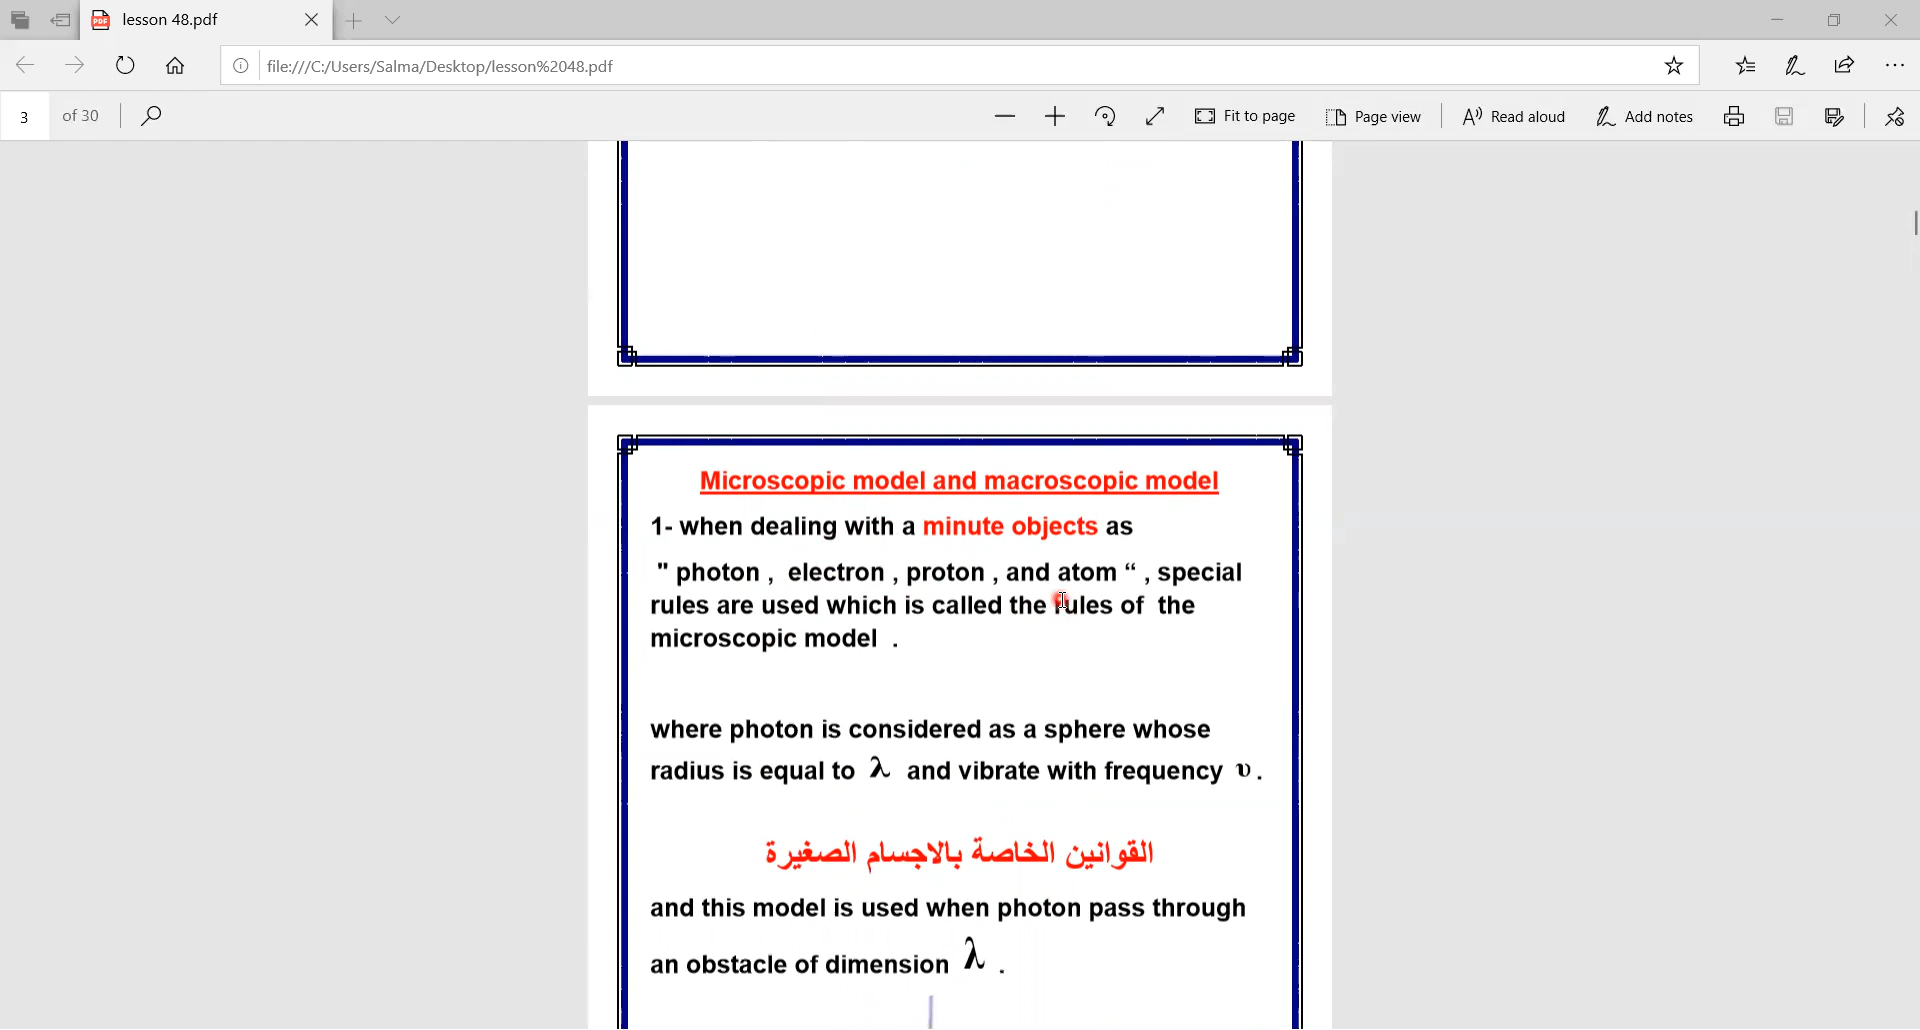 lesson 48.pdf
file:///C:/Users/Salma/Desktop/lesson%2048.pdf
3 of 30
Fit to page
Page view
Read aloud
Add notes
Microscopic model and macroscopic model
1- when dealing with a minute objects as
" photon , electron , proton , and atom “ , special
rules are used which is called the rules of the
microscopic model .
where photon is considered as a sphere whose
radius is equal to λ and vibrate with frequency υ .
القوانين الخاصة بالاجسام الصغيرة
and this model is used when photon pass through
an obstacle of dimension λ .